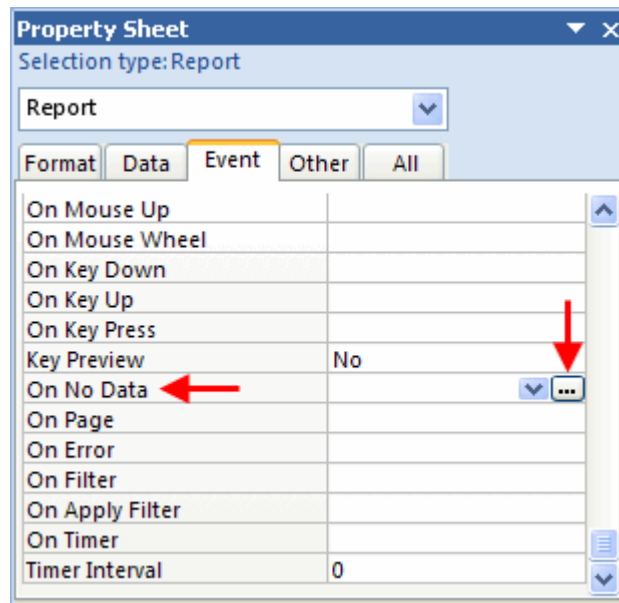 Property Sheet
Selection type: Report
Report
Format Data Event Other All
On Mouse Up
On Mouse Wheel
On Key Down
On Key Up
On Key Press
Key Preview No
On No Data ...
On Page
On Error
On Filter
On Apply Filter
On Timer
Timer Interval 0